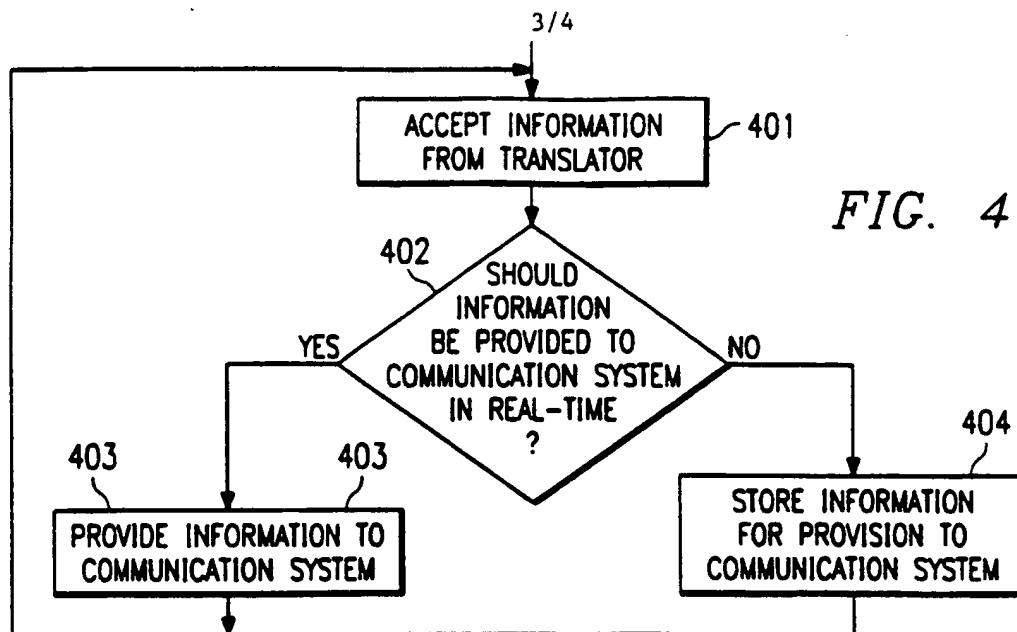 3/4
ACCEPT INFORMATION
FROM TRANSLATOR
401
FIG. 4
402
SHOULD
INFORMATION
BE PROVIDED TO
COMMUNICATION SYSTEM
IN REAL-TIME
?
YES
NO
403
403
404
PROVIDE INFORMATION TO
COMMUNICATION SYSTEM
STORE INFORMATION
FOR PROVISION TO
COMMUNICATION SYSTEM